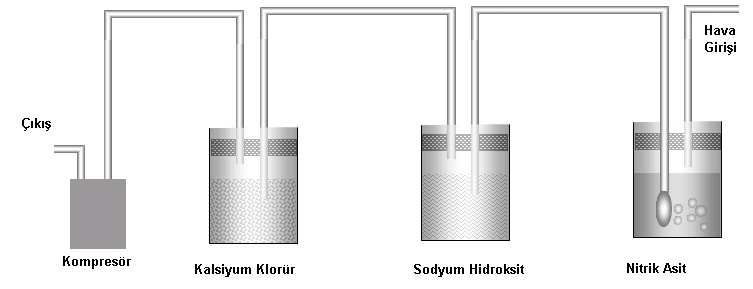 Hava
Girişi
Çıkış
Kompresör
Kalsiyum Klorür
Sodyum Hidroksit
Nitrik Asit